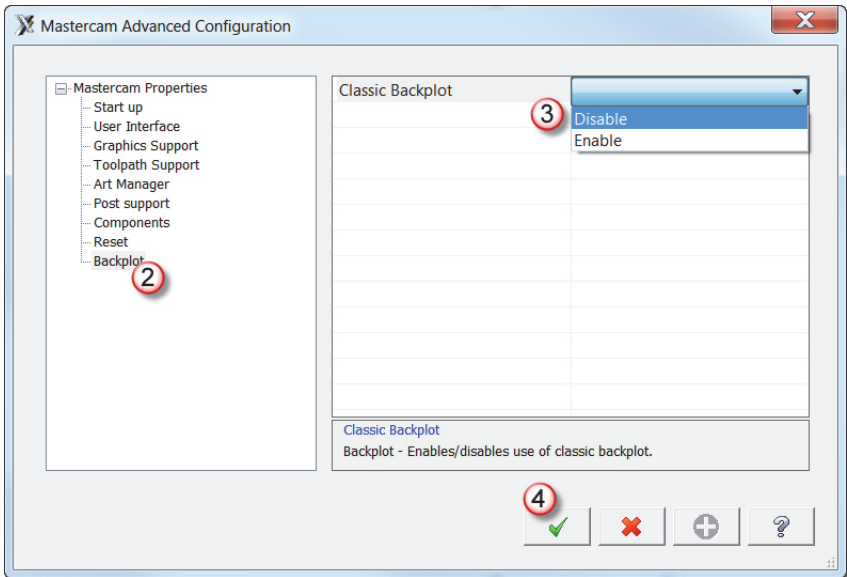 Mastercam Advanced Configuration
Mastercam Properties
Start up
User Interface
Graphics Support
Toolpath Support
Art Manager
Post support
Components
Reset
Backplot
2
Classic Backplot
3
Disable
Enable
Classic Backplot
Backplot - Enables/disables use of classic backplot.
4
?